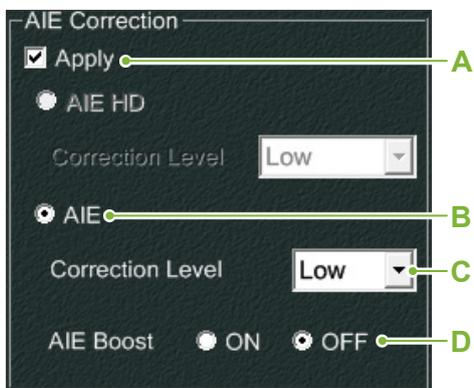 AIE Correction
Apply A
AIE HD
Correction Level Low
AIE B
Correction Level Low C
AIE Boost ON OFF D